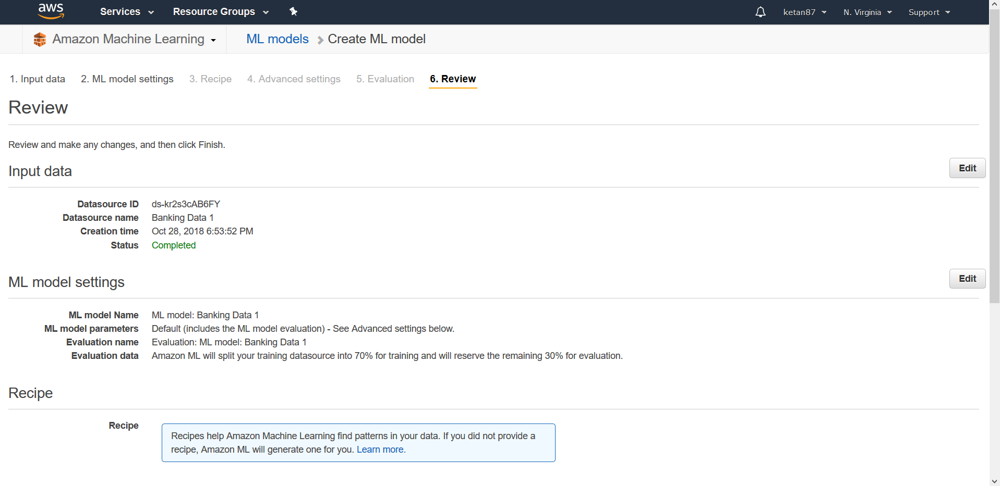 aws Services Resource Groups ketan87 N. Virginia Support
Amazon Machine Learning ML models Create ML model
1. Input data 2. ML model settings 3. Recipe 4. Advanced settings 5. Evaluation 6. Review
Review
Review and make any changes, and then click Finish.
Input data Edit
Datasource ID ds-kr2s3cAB6FY
Datasource name Banking Data 1
Creation time Oct 28, 2018 6:53:52 PM
Status Completed
ML model settings Edit
ML model Name ML model: Banking Data 1
ML model parameters Default (includes the ML model evaluation) - See Advanced settings below.
Evaluation name Evaluation: ML model: Banking Data 1
Evaluation data Amazon ML will split your training datasource into 70% for training and will reserve the remaining 30% for evaluation.
Recipe
Recipe
Recipes help Amazon Machine Learning find patterns in your data. If you did not provide a
recipe, Amazon ML will generate one for you. Learn more.